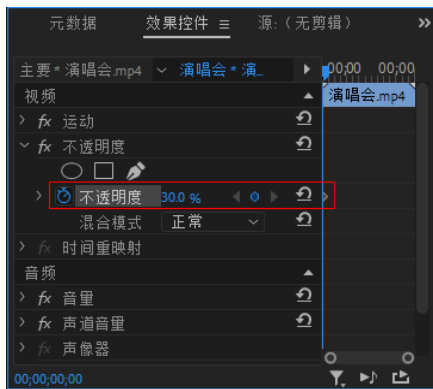 元数据 效果控件 ≡ 源:（无剪辑） »
主要*演唱会.mp4 演唱会*演... 00;00 00;00
视频 演唱会.mp4
fx 运动
fx 不透明度
不透明度 30.0 %
混合模式 正常
fx 时间重映射
音频
fx 音量
fx 声道音量
fx 声像器
00;00;00;00